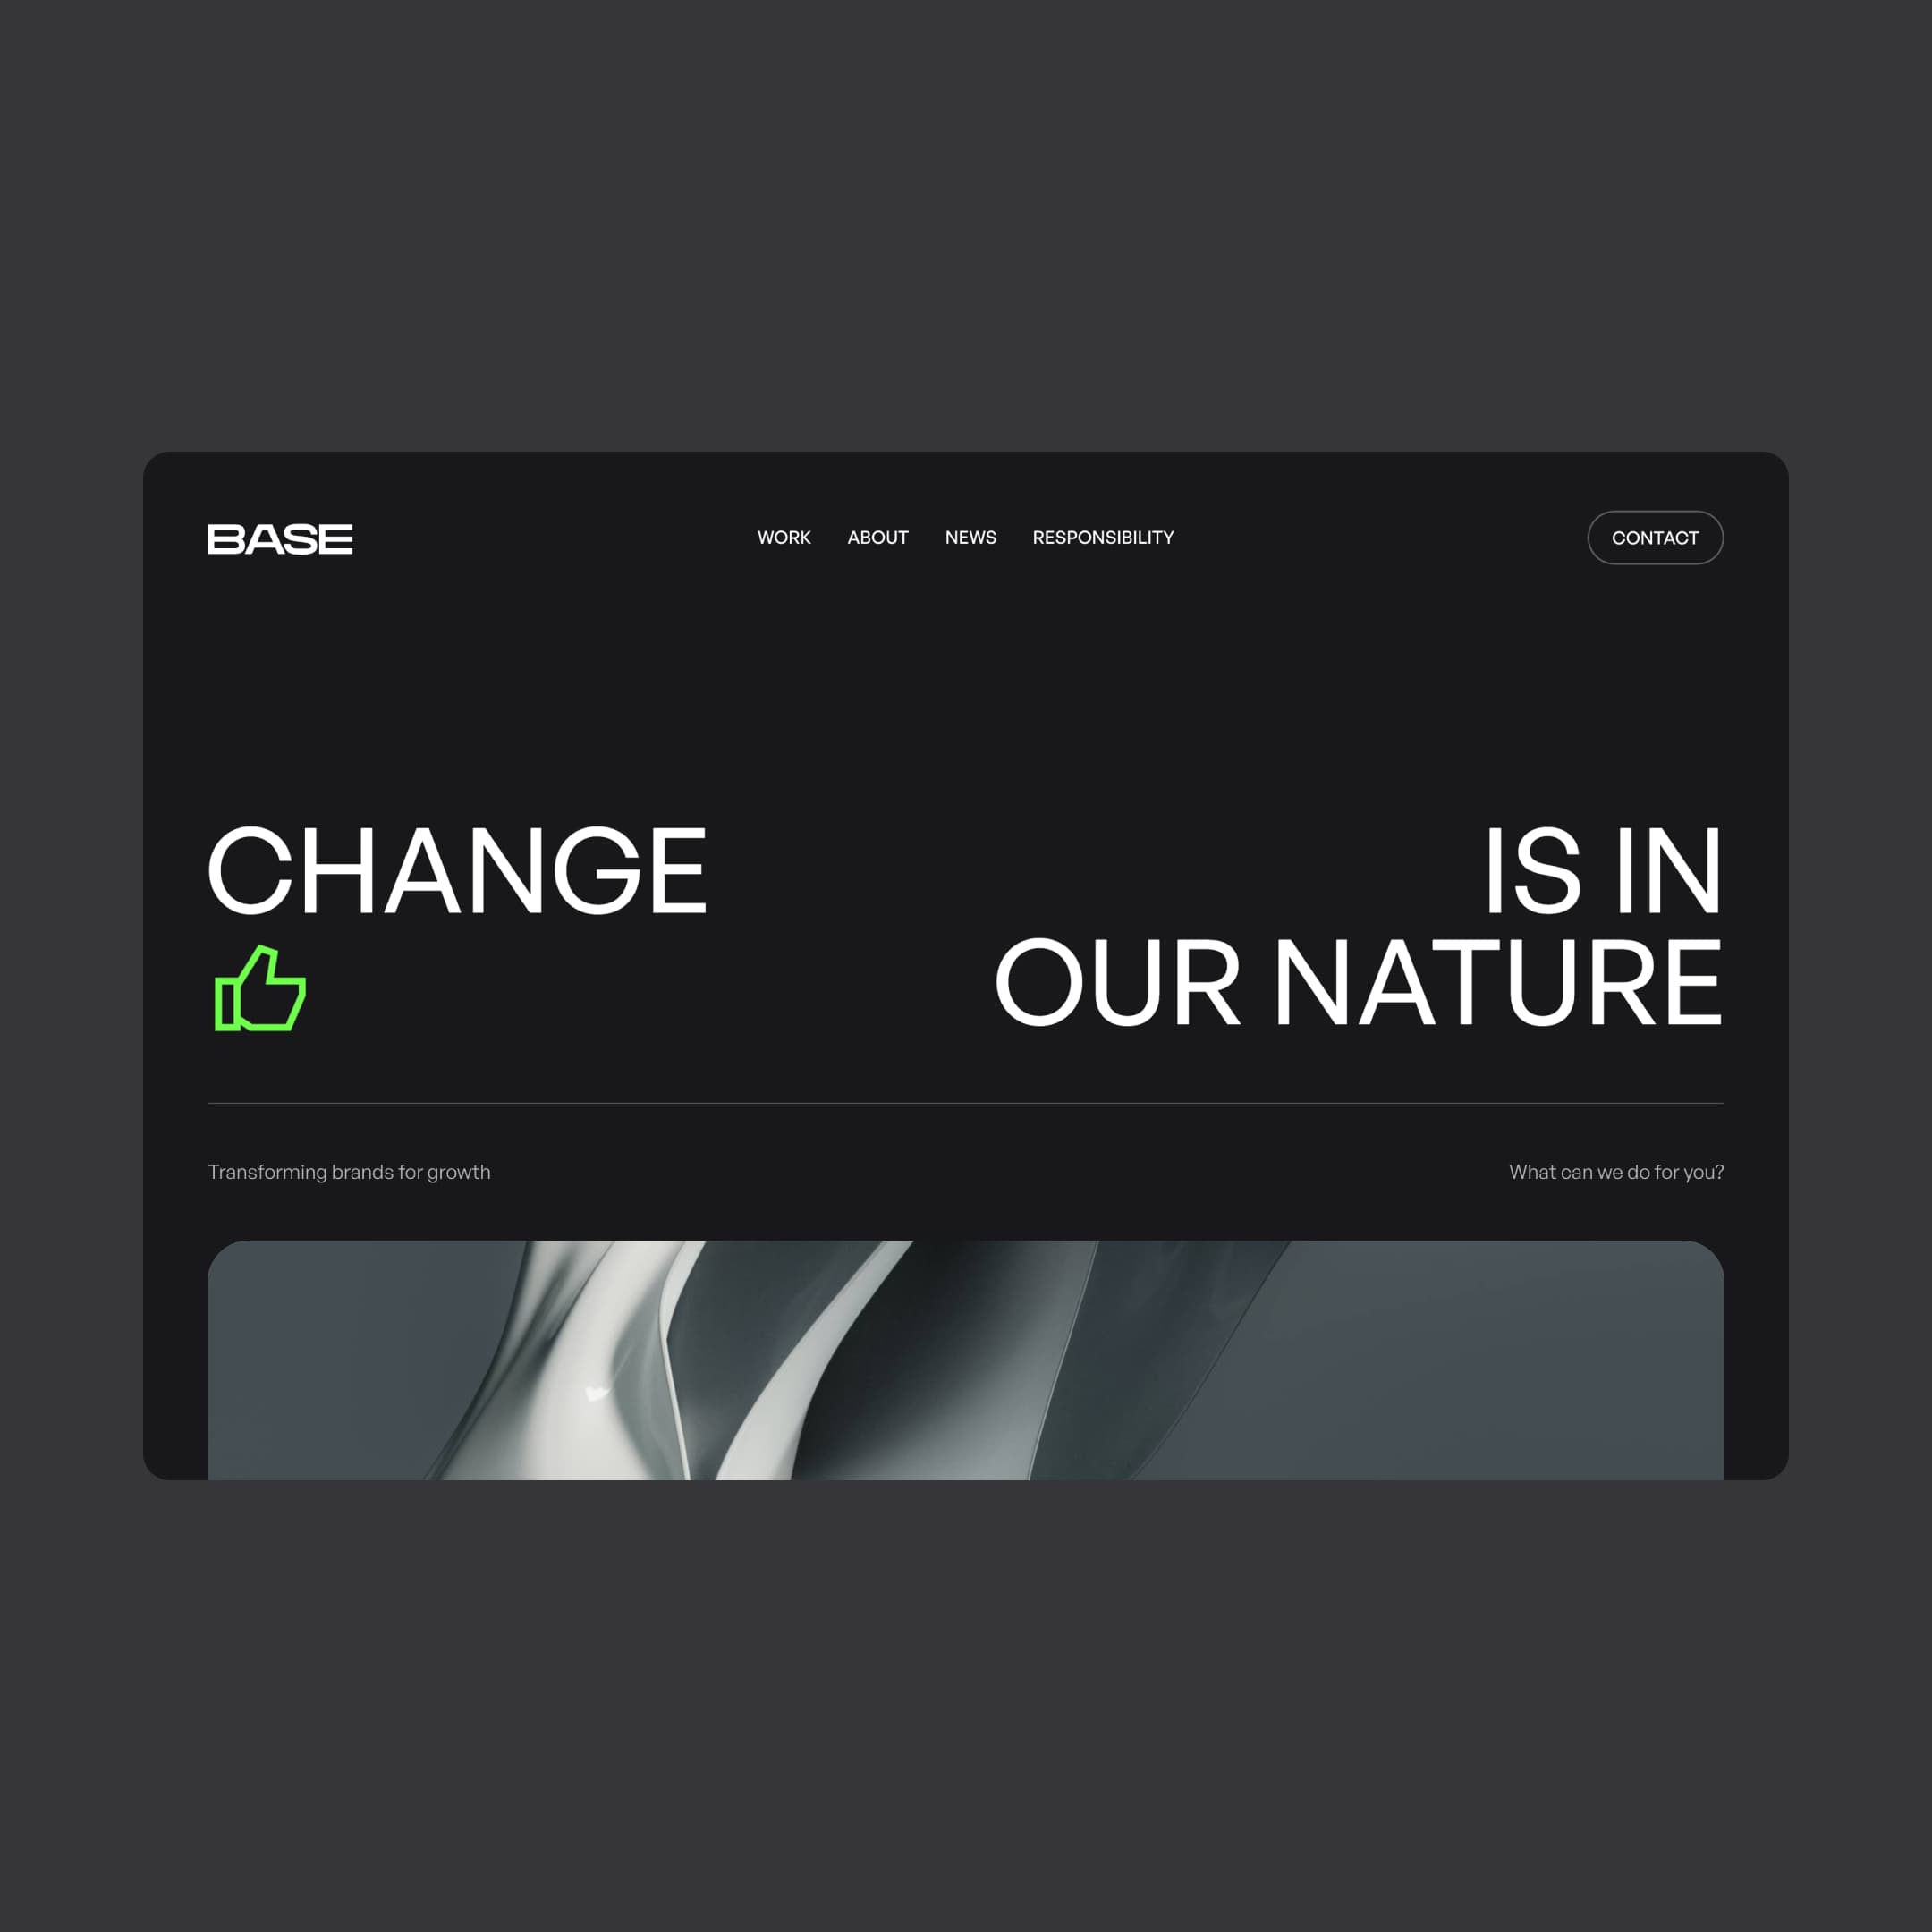 BASE
WORK ABOUT NEWS RESPONSIBILITY
CONTACT
CHANGE IS IN
OUR NATURE
Transforming brands for growth
What can we do for you?